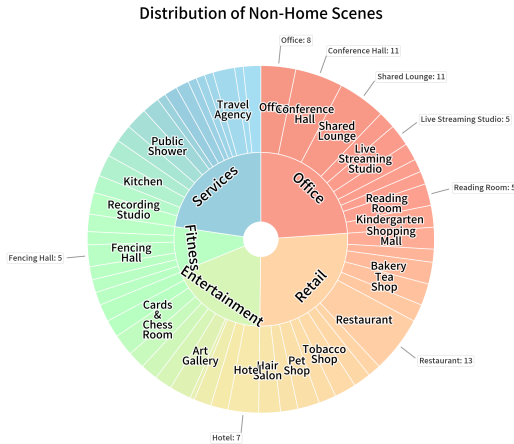 Distribution of Non-Home Scenes
Office: 8
Conference Hall: 11
Shared Lounge: 11
Live Streaming Studio: 5
Reading Room: 5
Restaurant: 13
Hotel: 7
Fencing Hall: 5
Office
Conference
Hall
Shared
Lounge
Live
Streaming
Studio
Reading
Room
Kindergarten
Shopping
Mall
Bakery
Tea
Shop
Restaurant
Tobacco
Shop
Pet
Shop
Hair
Salon
Hotel
Art
Gallery
Cards
&
Chess
Room
Fencing
Hall
Recording
Studio
Kitchen
Public
Shower
Travel
Agency
Services
Office
Fitness
Entertainment
Retail